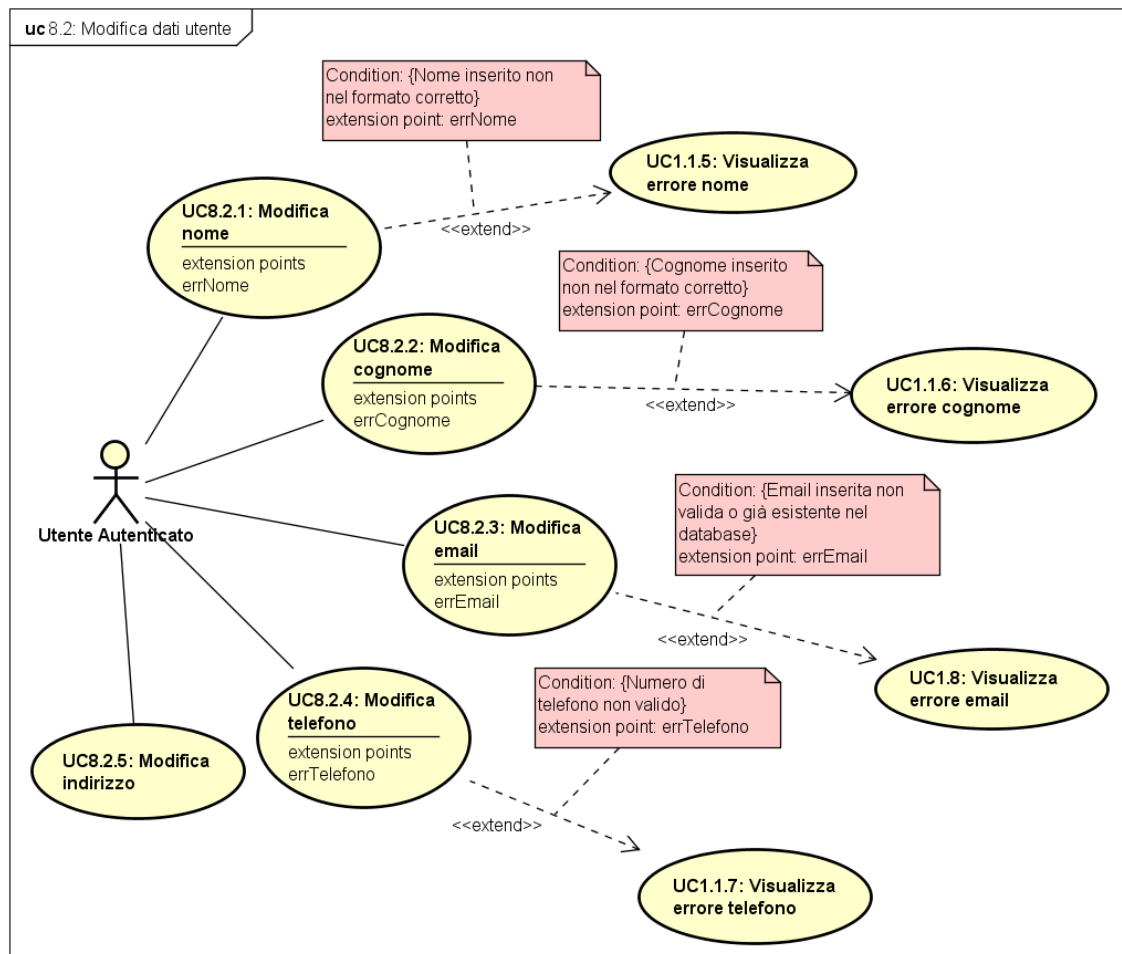 uc 8.2: Modifica dati utente
Condition: {Nome inserito non
nel formato corretto}
extension point: errNome
UC1.1.5: Visualizza
errore nome
UC8.2.1: Modifica
nome
extension points
errNome
<<extend>>
Condition: {Cognome inserito
non nel formato corretto}
extension point: errCognome
UC8.2.2: Modifica
cognome
extension points
errCognome
<<extend>>
UC1.1.6: Visualizza
errore cognome
Utente Autenticato
Condition: {Email inserita non
valida o già esistente nel
database}
extension point: errEmail
UC8.2.3: Modifica
email
extension points
errEmail
<<extend>>
UC1.8: Visualizza
errore email
Condition: {Numero di
telefono non valido}
extension point: errTelefono
UC8.2.4: Modifica
telefono
extension points
errTelefono
UC8.2.5: Modifica
indirizzo
<<extend>>
UC1.1.7: Visualizza
errore telefono